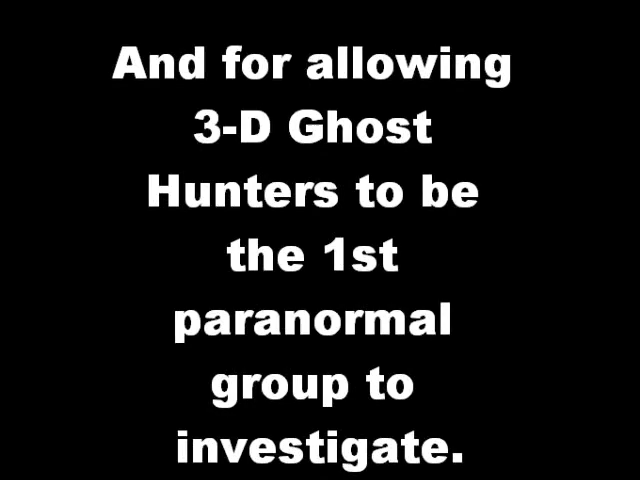 And for allowing
3-D Ghost
Hunters to be
the 1st
paranormal
group to
investigate.